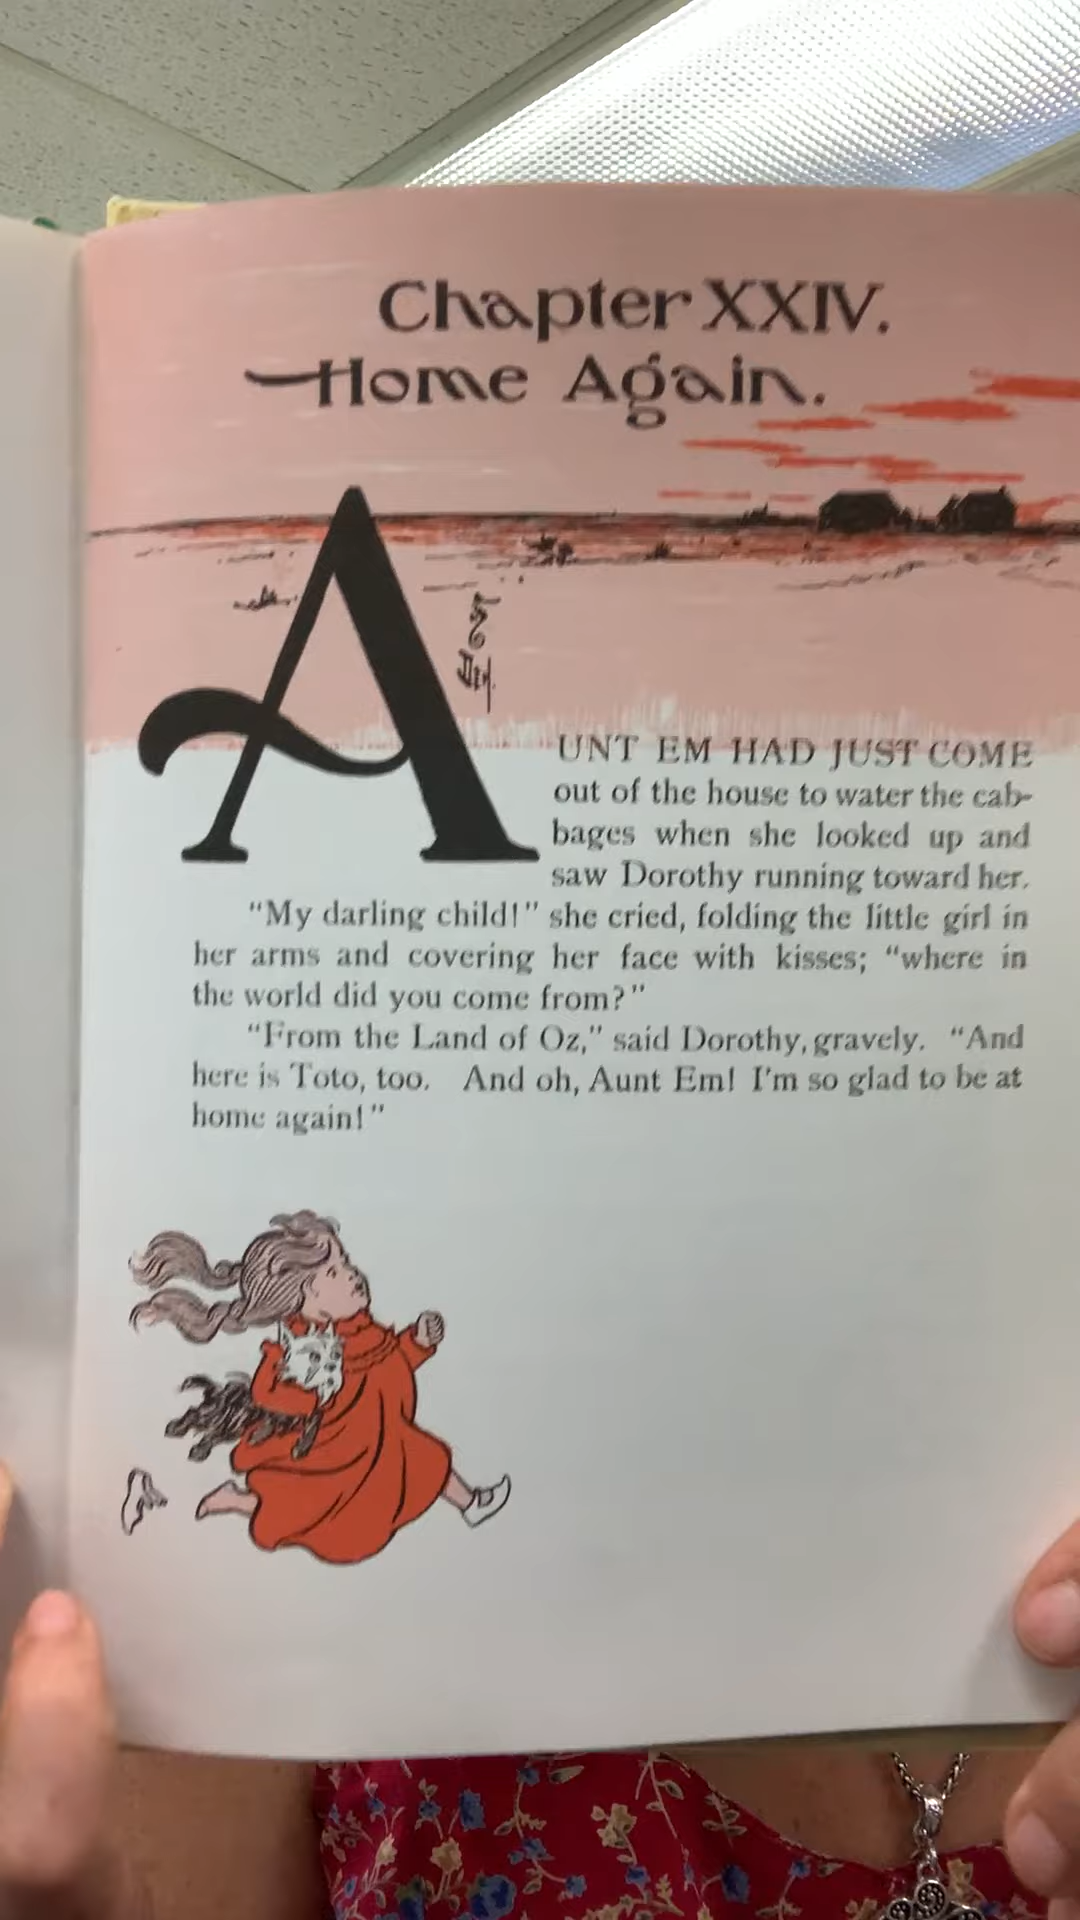 Chapter XXIV.
Home Again.
AUNT EM HAD JUST COME
out of the house to water the cab-
bages when she looked up and
saw Dorothy running toward her.
“My darling child!” she cried, folding the little girl in
her arms and covering her face with kisses; “where in
the world did you come from?”
“From the Land of Oz,” said Dorothy, gravely. “And
here is Toto, too. And oh, Aunt Em! I'm so glad to be at
home again!”